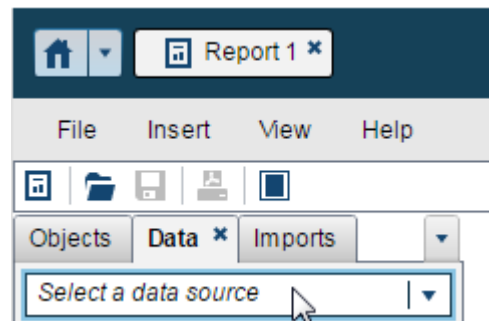 Report 1
File Insert View Help
Objects Data Imports
Select a data source